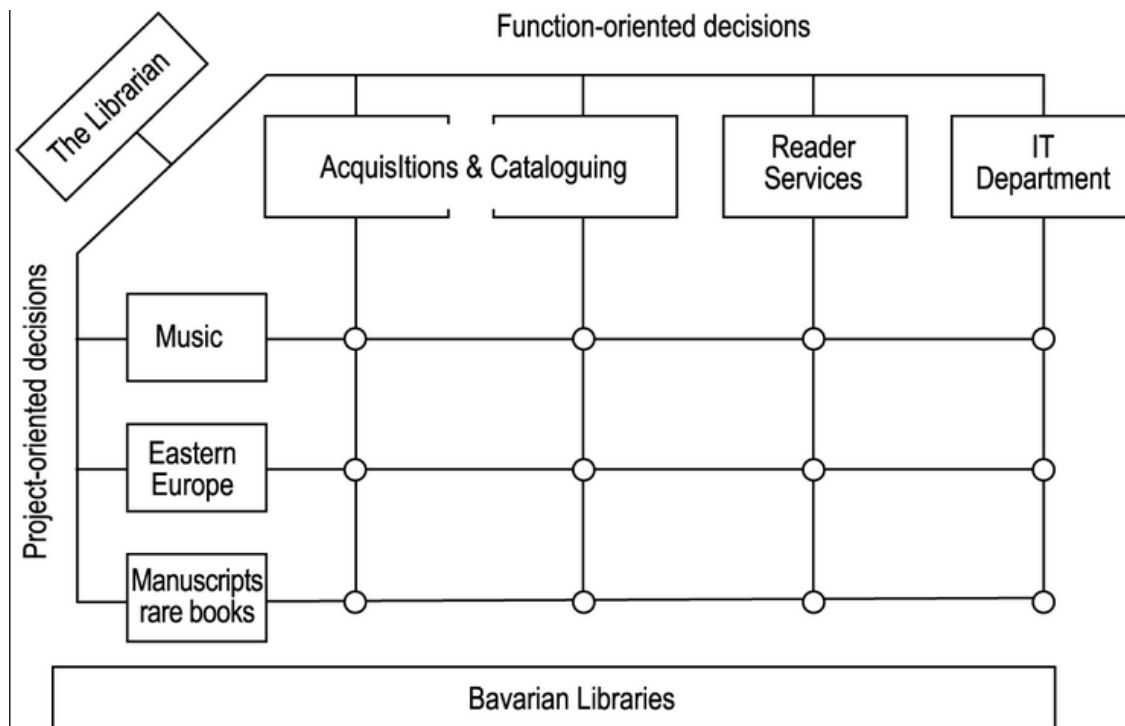 Function-oriented decisions
The Librarian
AcquisItions & Cataloguing
Reader
Services
IT
Department
Project-oriented decisions
Music
Eastern
Europe
Manuscripts
rare books
Bavarian Libraries